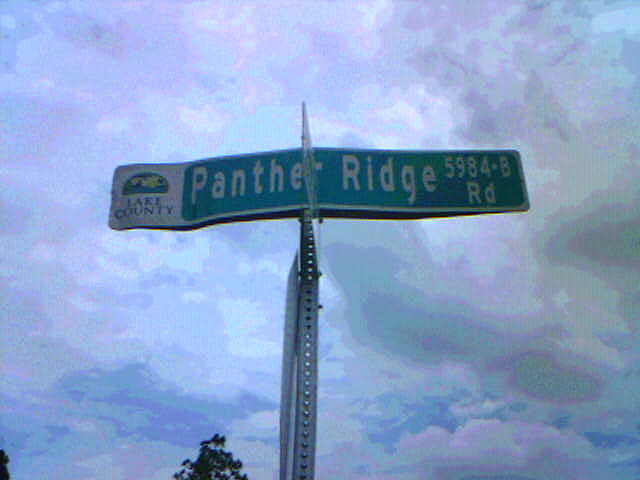 LAKE
COUNTY
Panther Ridge
5984-B
Rd